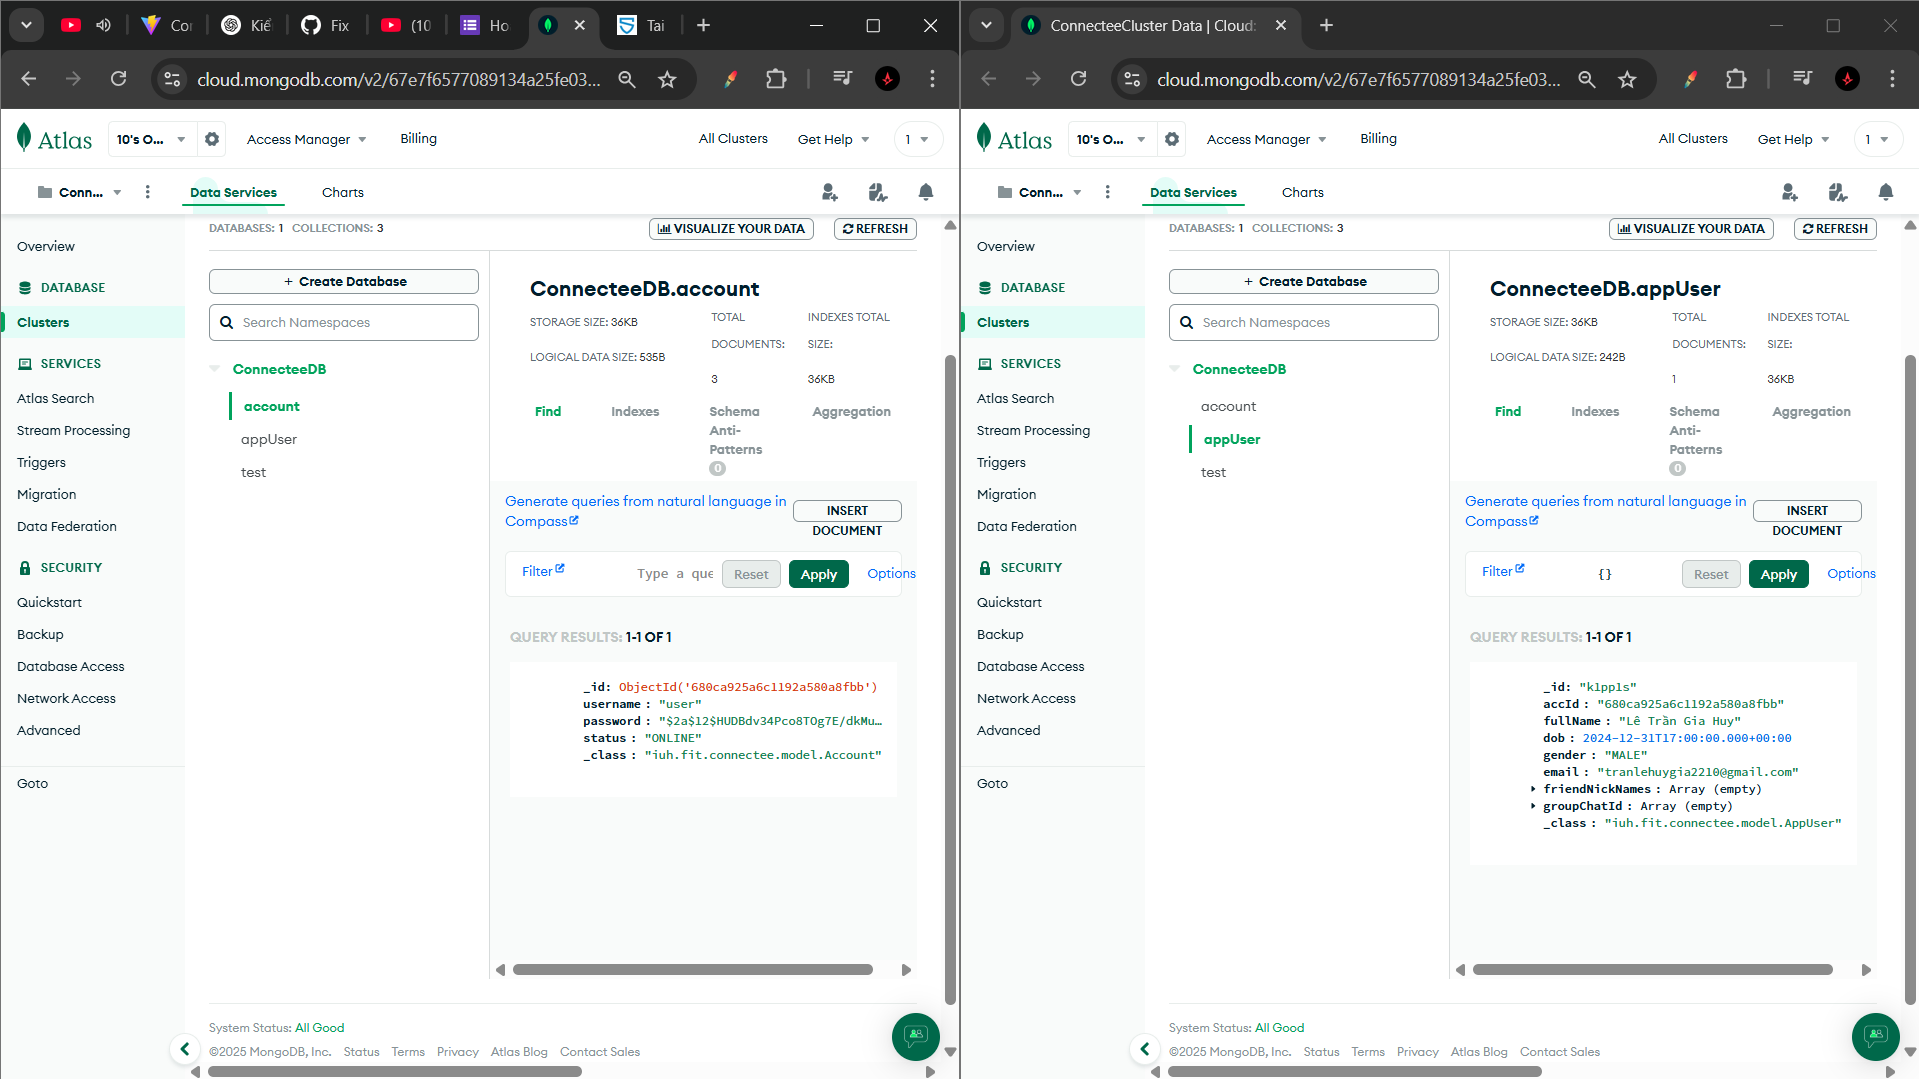 Cor
Kiể
Fix
(10
Ho
Tai
cloud.mongodb.com/v2/67e7f6577089134a25fe03...
Atlas
10's O...
Access Manager
Billing
All Clusters
Get Help
1
Conn...
Data Services
Charts
Overview
DATABASE
Clusters
SERVICES
Atlas Search
Stream Processing
Triggers
Migration
Data Federation
SECURITY
Quickstart
Backup
Database Access
Network Access
Advanced
Goto
DATABASES: 1 COLLECTIONS: 3
VISUALIZE YOUR DATA
REFRESH
+ Create Database
Search Namespaces
ConnecteeDB
account
appUser
test
ConnecteeDB.account
STORAGE SIZE: 36KB
LOGICAL DATA SIZE: 535B
TOTAL
DOCUMENTS:
3
INDEXES TOTAL
SIZE:
36KB
Find
Indexes
Schema
Anti-
Patterns
0
Aggregation
Generate queries from natural language in
Compass
INSERT
DOCUMENT
Filter
Type a que
Reset
Apply
Options
QUERY RESULTS: 1-1 OF 1
_id: ObjectId('680ca925a6c1192a580a8fbb')
username : "user"
password : "$2a$12$HUDBdv34Pco8TOg7E/dkMu…
status : "ONLINE"
_class : "iuh.fit.connectee.model.Account"
System Status: All Good
©2025 MongoDB, Inc. Status Terms Privacy Atlas Blog Contact Sales
ConnecteeCluster Data | Cloud:
cloud.mongodb.com/v2/67e7f6577089134a25fe03...
Atlas
10's O...
Access Manager
Billing
All Clusters
Get Help
1
Conn...
Data Services
Charts
Overview
DATABASE
Clusters
SERVICES
Atlas Search
Stream Processing
Triggers
Migration
Data Federation
SECURITY
Quickstart
Backup
Database Access
Network Access
Advanced
Goto
DATABASES: 1 COLLECTIONS: 3
VISUALIZE YOUR DATA
REFRESH
+ Create Database
Search Namespaces
ConnecteeDB
account
appUser
test
ConnecteeDB.appUser
STORAGE SIZE: 36KB
LOGICAL DATA SIZE: 242B
TOTAL
DOCUMENTS:
1
INDEXES TOTAL
SIZE:
36KB
Find
Indexes
Schema
Anti-
Patterns
0
Aggregation
Generate queries from natural language in
Compass
INSERT
DOCUMENT
Filter
{}
Reset
Apply
Options
QUERY RESULTS: 1-1 OF 1
_id: "k1pp1s"
accId : "680ca925a6c1192a580a8fbb"
fullName : "Lê Trần Gia Huy"
dob : 2024-12-31T17:00:00.000+00:00
gender : "MALE"
email : "tranlehuygia2210@gmail.com"
friendNickNames : Array (empty)
groupChatId : Array (empty)
_class : "iuh.fit.connectee.model.AppUser"
System Status: All Good
©2025 MongoDB, Inc. Status Terms Privacy Atlas Blog Contact Sales